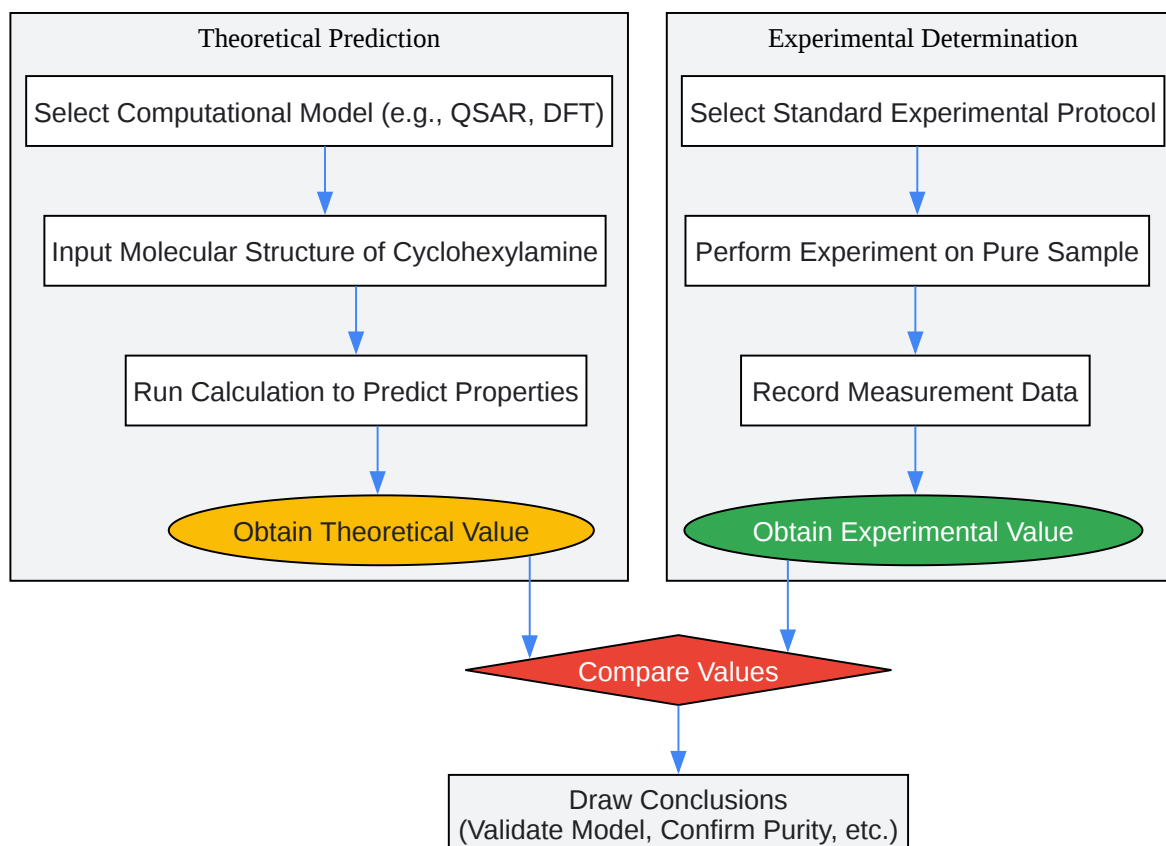 Theoretical Prediction
Select Computational Model (e.g., QSAR, DFT)
Input Molecular Structure of Cyclohexylamine
Run Calculation to Predict Properties
Obtain Theoretical Value
Experimental Determination
Select Standard Experimental Protocol
Perform Experiment on Pure Sample
Record Measurement Data
Obtain Experimental Value
Compare Values
Draw Conclusions
(Validate Model, Confirm Purity, etc.)